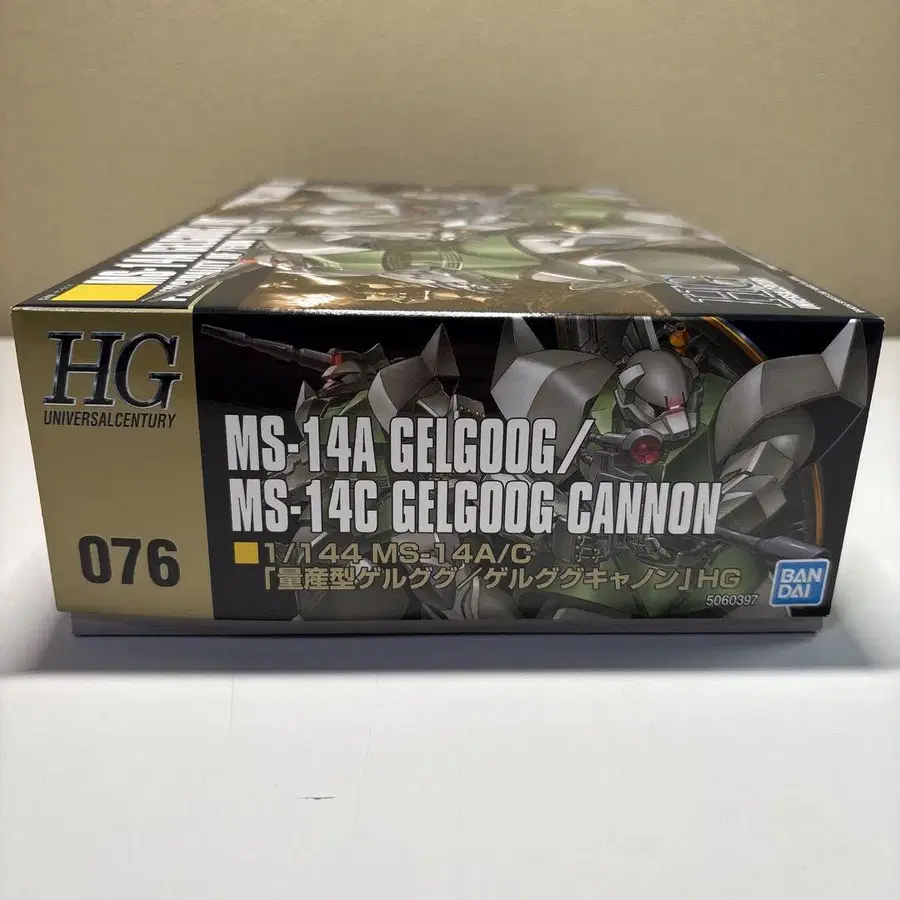 HG
UNIVERSALCENTURY
076
MS-14A GELGOOG/
MS-14C GELGOOG CANNON
1/144 MS-14A/C
「量産型ゲルググ/ゲルググキャノン」HG
5060397
BAN
DAI